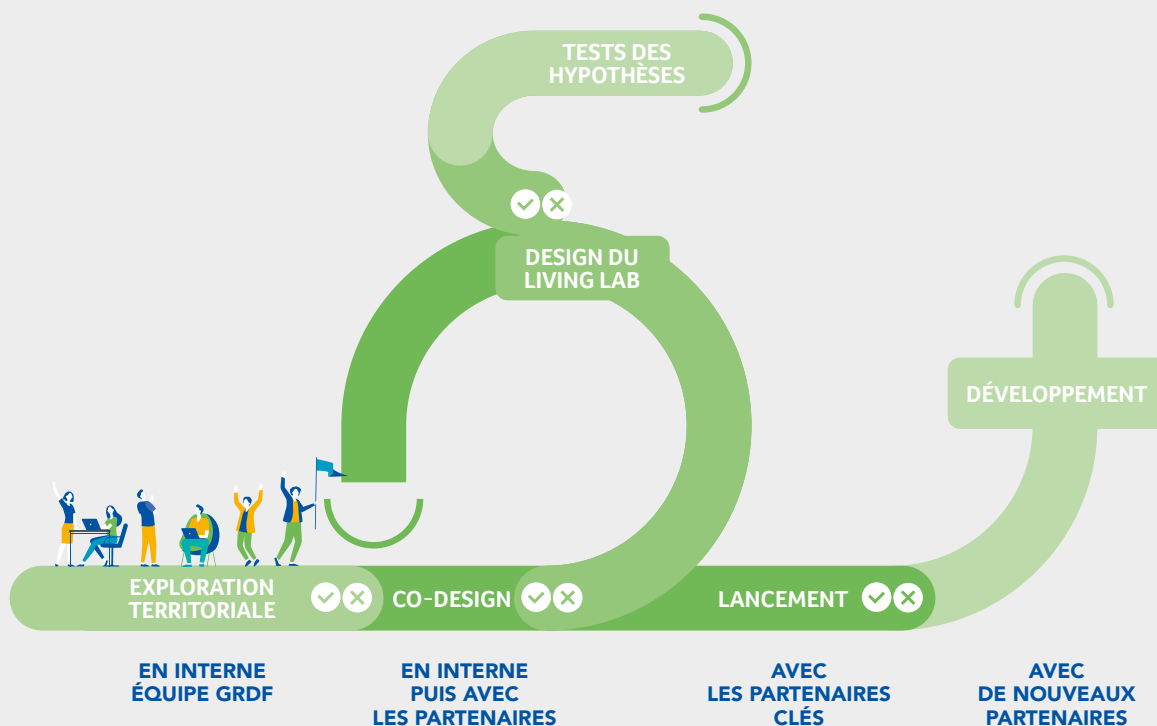 TESTS DES
HYPOTHÈSES
DESIGN DU
LIVING LAB
DÉVELOPPEMENT
EXPLORATION
TERRITORIALE
CO-DESIGN
LANCEMENT
EN INTERNE
ÉQUIPE GRDF
EN INTERNE
PUIS AVEC
LES PARTENAIRES
AVEC
LES PARTENAIRES
CLÉS
AVEC
DE NOUVEAUX
PARTENAIRES